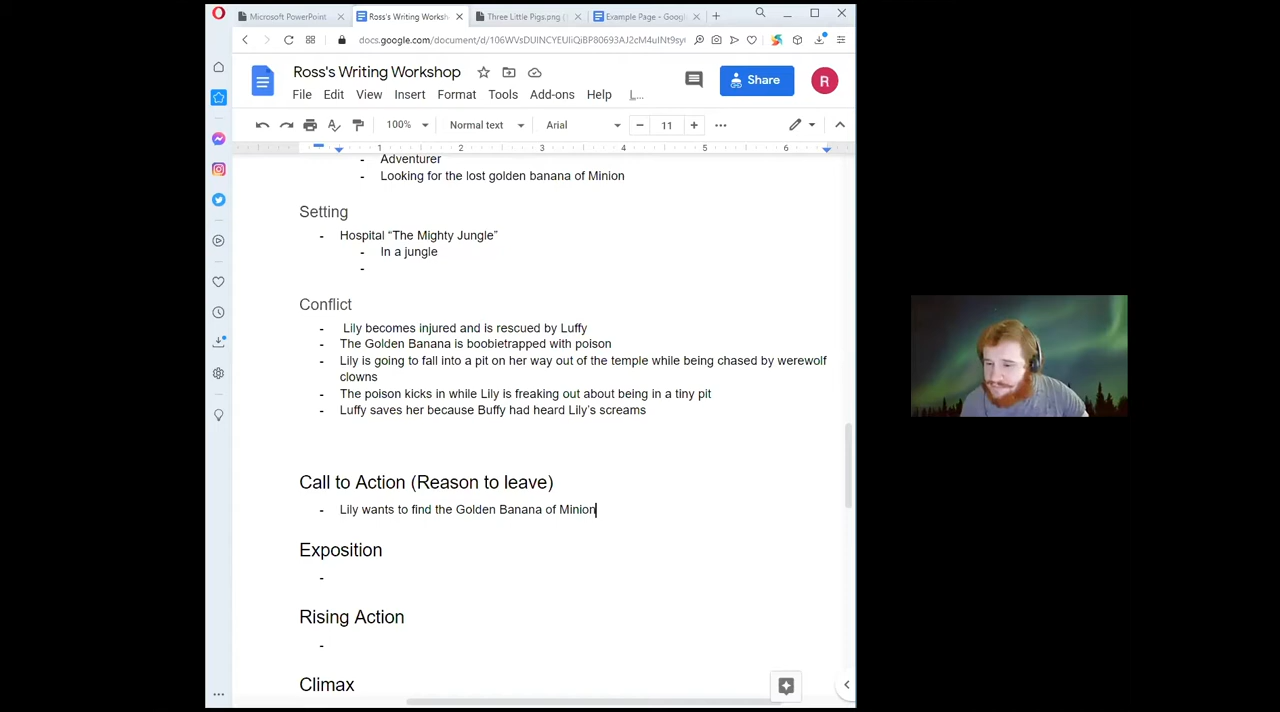 Microsoft PowerPoint
Ross's Writing Worksh
Three Little Pigs.png (
Example Page - Googl
docs.google.com/document/d/
Ross's Writing Workshop
File Edit View Insert Format Tools Add-ons Help L...
Share
R
100% Normal text Arial 11
1 2 3 4 5 6
- Adventurer
- Looking for the lost golden banana of Minion
Setting
- Hospital “The Mighty Jungle”
- In a jungle
-
Conflict
- Lily becomes injured and is rescued by Luffy
- The Golden Banana is boobietrapped with poison
- Lily is going to fall into a pit on her way out of the temple while being chased by werewolf
clowns
- The poison kicks in while Lily is freaking out about being in a tiny pit
- Luffy saves her because Buffy had heard Lily’s screams
Call to Action (Reason to leave)
- Lily wants to find the Golden Banana of Minion
Exposition
-
Rising Action
-
Climax